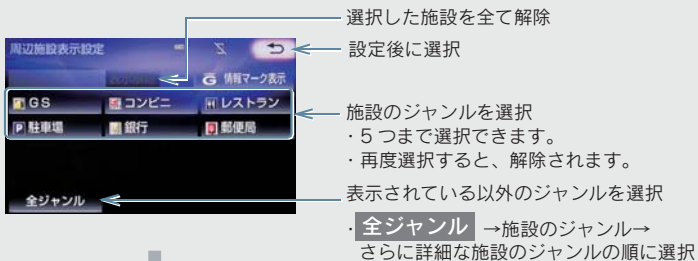 選択した施設を全て解除
周辺施設表示設定
設定後に選択
G 情報マーク表示
GS
コンビニ
レストラン
P 駐車場
銀行
郵便局
施設のジャンルを選択
・5 つまで選択できます。
・再度選択すると、解除されます。
全ジャンル
表示されている以外のジャンルを選択
・全ジャンル →施設のジャンル→
さらに詳細な施設のジャンルの順に選択